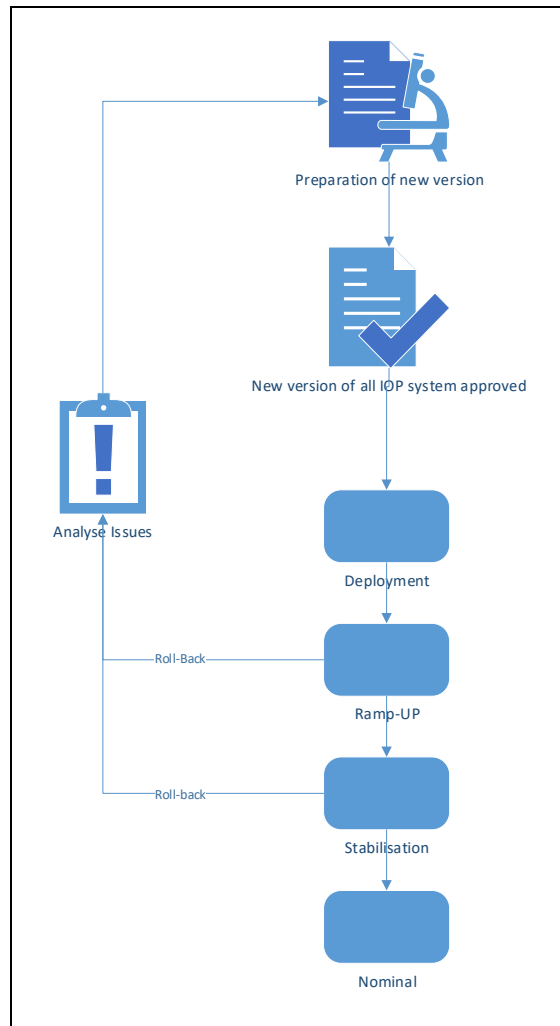 Preparation of new version
New version of all IOP system approved
Analyse Issues
Deployment
Roll-Back
Ramp-UP
Roll-back
Stabilisation
Nominal